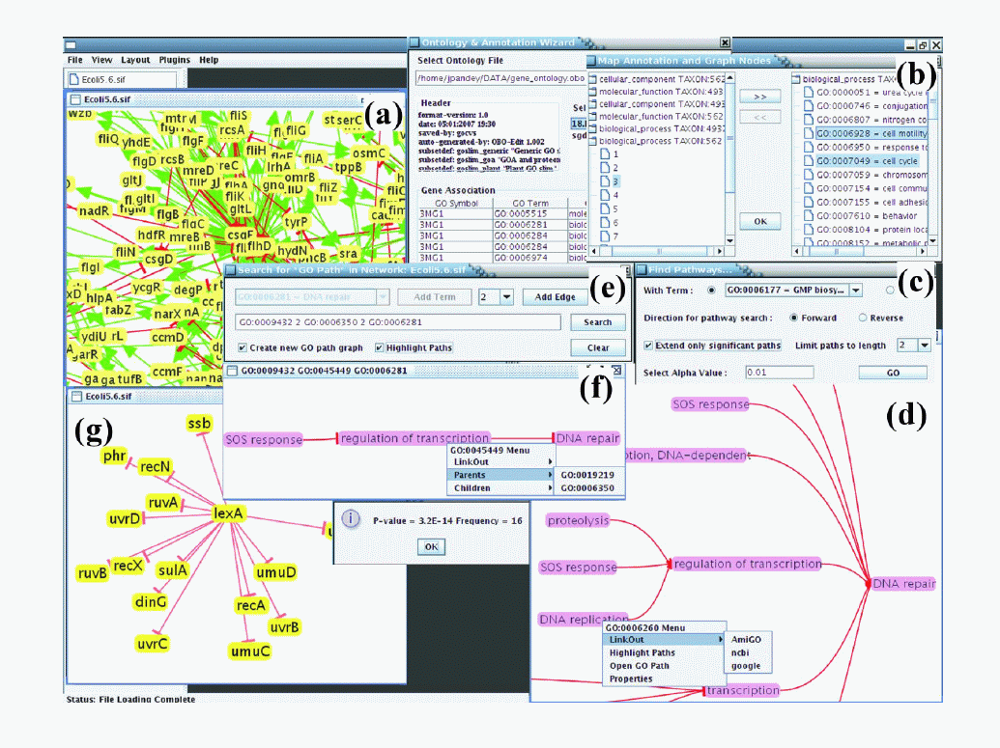 File View Layout Plugins Help
Ecoli5.6.sif
Ecoli5.6.sif
(a)
wzb
mtrM
fliS
stserC
fliQ yhdE
flgF
rcsA
fliG
flgD rcsB
fliH
fliE
osmC
gltJ
mreD
lrhA
fliA
tppB
omrB
fliZ
fliC
nadR
flgB
fliK
gltL
tyrP
flaC
hdfR mreB
csgE
flhD
hydN
fliN
csgD
sra
flgI
ycgR
degP
hlpA
fabZ
narX
ydiU
ccmD
garR
ccmF
ga ga tufB
Ontology & Annotation Wizard
Select Ontology File
/home/jpandey/DATA/gene_ontology.obo
Header
format-version: 1.0
date: 05:01:2007 19:30
saved-by: gocvs
auto-generated-by: OBO-Edit 1.002
subsetdef: goslim_generic "Generic GO s
subsetdef: goslim_goa "GOA and proteom
subsetdef: goslim_plant "Plant GO slim"
Sel
18.
sgd
Gene Association
GO Symbol GO Term
3MG1 GO:0005515 mole
3MG1 GO:0006281 biolo
3MG1 GO:0006284 biolo
3MG1 GO:0006284 biolo
3MG1 GO:0006974 biolo
Map Annotation and Graph Nodes
(b)
cellular_component TAXON:562
molecular_function TAXON:493
cellular_component TAXON:493
molecular_function TAXON:562
biological_process TAXON:4932
biological_process TAXON:562
1
2
3
4
5
6
7
>>
<<
OK
biological_process TAXO
GO:0000051 = urea cycle
GO:0000746 = conjugation
GO:0006807 = nitrogen co
GO:0006928 = cell motility
GO:0006950 = response to
GO:0007049 = cell cycle
GO:0007059 = chromosom
GO:0007154 = cell commu
GO:0007155 = cell adhesio
GO:0007610 = behavior
GO:0008104 = protein loca
GO:0008152 = metabolic p
Search for "GO Path" in Network: Ecoli5.6.sif
(e)
GO:0006281 = DNA repair
Add Term
2
Add Edge
GO:0009432 2 GO:0006350 2 GO:0006281
Search
Create new GO path graph
Highlight Paths
Clear
Find Pathways...
(c)
With Term :
GO:0006177 = GMP biosy...
Direction for pathway search : Forward Reverse
Extend only significant paths
Limit paths to length 2
Select Alpha Value : 0.01
GO
GO:0009432 GO:0045449 GO:0006281
(f)
SOS response
regulation of transcription
DNA repair
GO:0045449 Menu
LinkOut
Parents
Children
GO:0019219
GO:0006350
P-value = 3.2E-14 Frequency = 16
OK
(d)
SOS response
ption, DNA-dependent
proteolysis
SOS response
regulation of transcription
DNA repair
DNA replication
GO:0006260 Menu
LinkOut
Highlight Paths
Open GO Path
Properties
AmiGO
ncbi
google
transcription
Ecoli5.6.sif
(g)
ssb
phr
recN
ruvA
uvrD
lexA
ruvB
recX
sulA
umuD
dinG
recA
uvrB
uvrC
umuC
Status: File Loading Complete